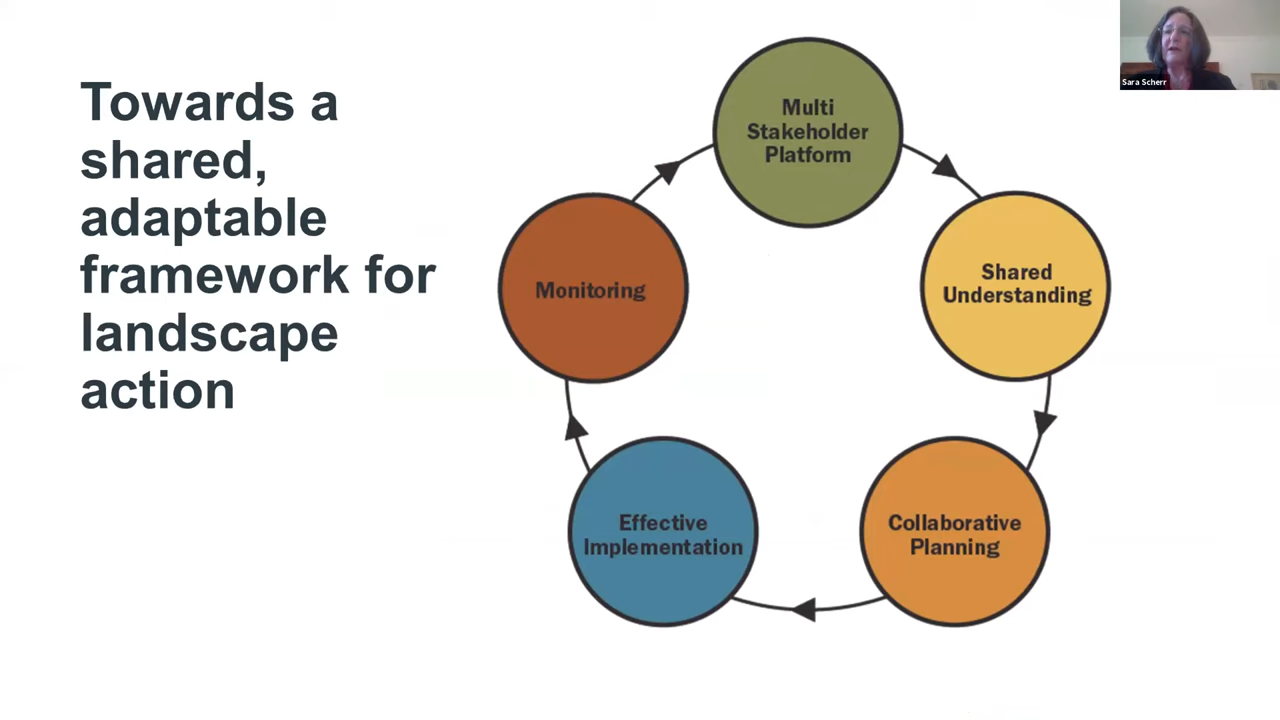 Towards a
shared,
adaptable
framework for
landscape
action
Multi
Stakeholder
Platform
Shared
Understanding
Collaborative
Planning
Effective
Implementation
Monitoring
Sara Scherr